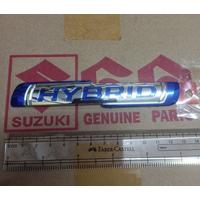 HYBRID
SUZUKI GENUINE PARTS
FABER-CASTELL